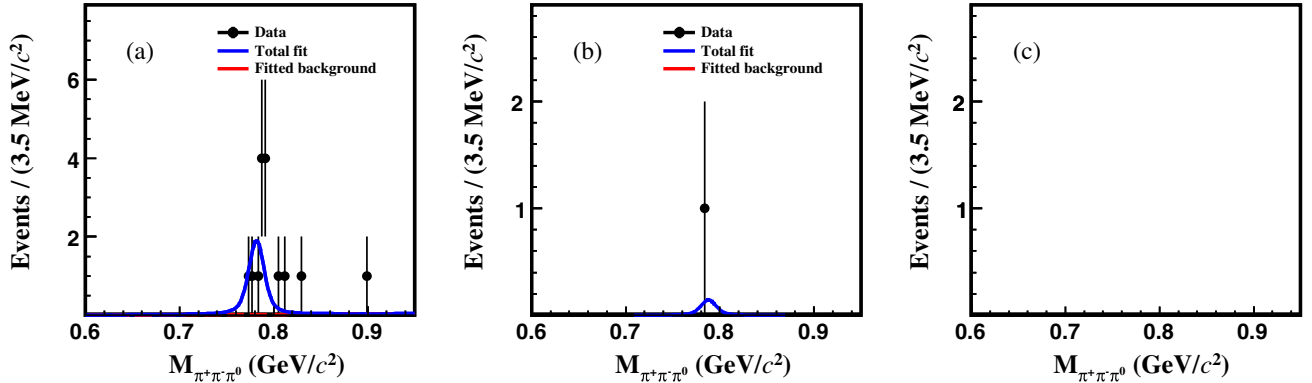 Events / (3.5 MeV/c²)
(a)
Data
Total fit
Fitted background
6
4
2
0.6 0.7 0.8 0.9
M_π⁺π⁻π⁰ (GeV/c²)
Events / (3.5 MeV/c²)
(b)
Data
Total fit
Fitted background
2
1
0.6 0.7 0.8 0.9
M_π⁺π⁻π⁰ (GeV/c²)
Events / (3.5 MeV/c²)
(c)
2
1
0.6 0.7 0.8 0.9
M_π⁺π⁻π⁰ (GeV/c²)